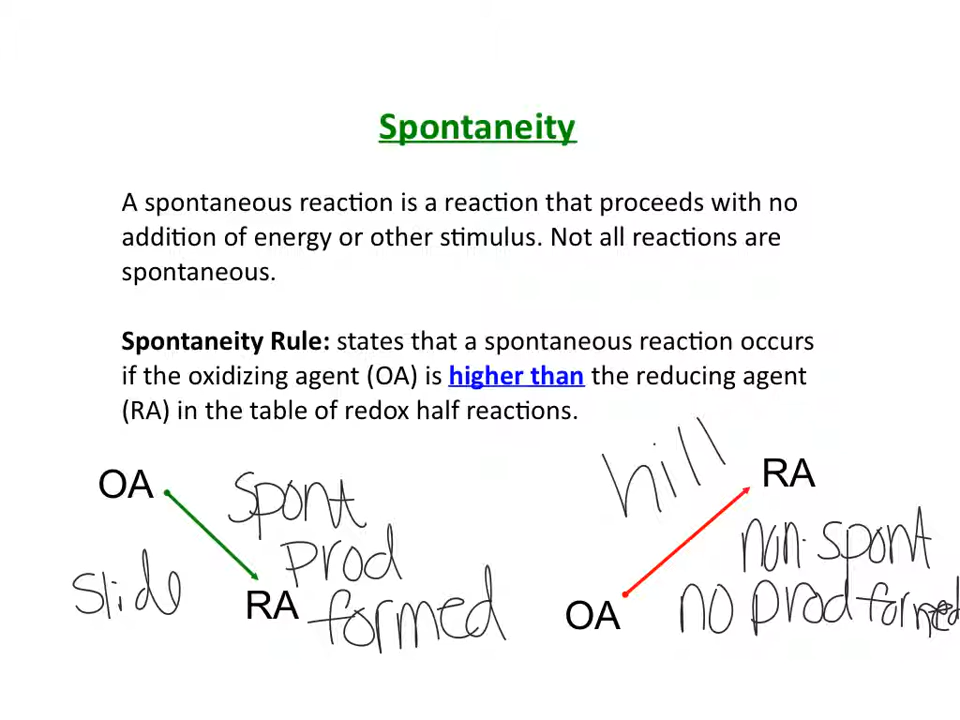 Spontaneity
A spontaneous reaction is a reaction that proceeds with no
addition of energy or other stimulus. Not all reactions are
spontaneous.
Spontaneity Rule: states that a spontaneous reaction occurs
if the oxidizing agent (OA) is higher than the reducing agent
(RA) in the table of redox half reactions.
OA
spont
prod
formed
slide
RA
hill
RA
non-spont
no prod formed
OA